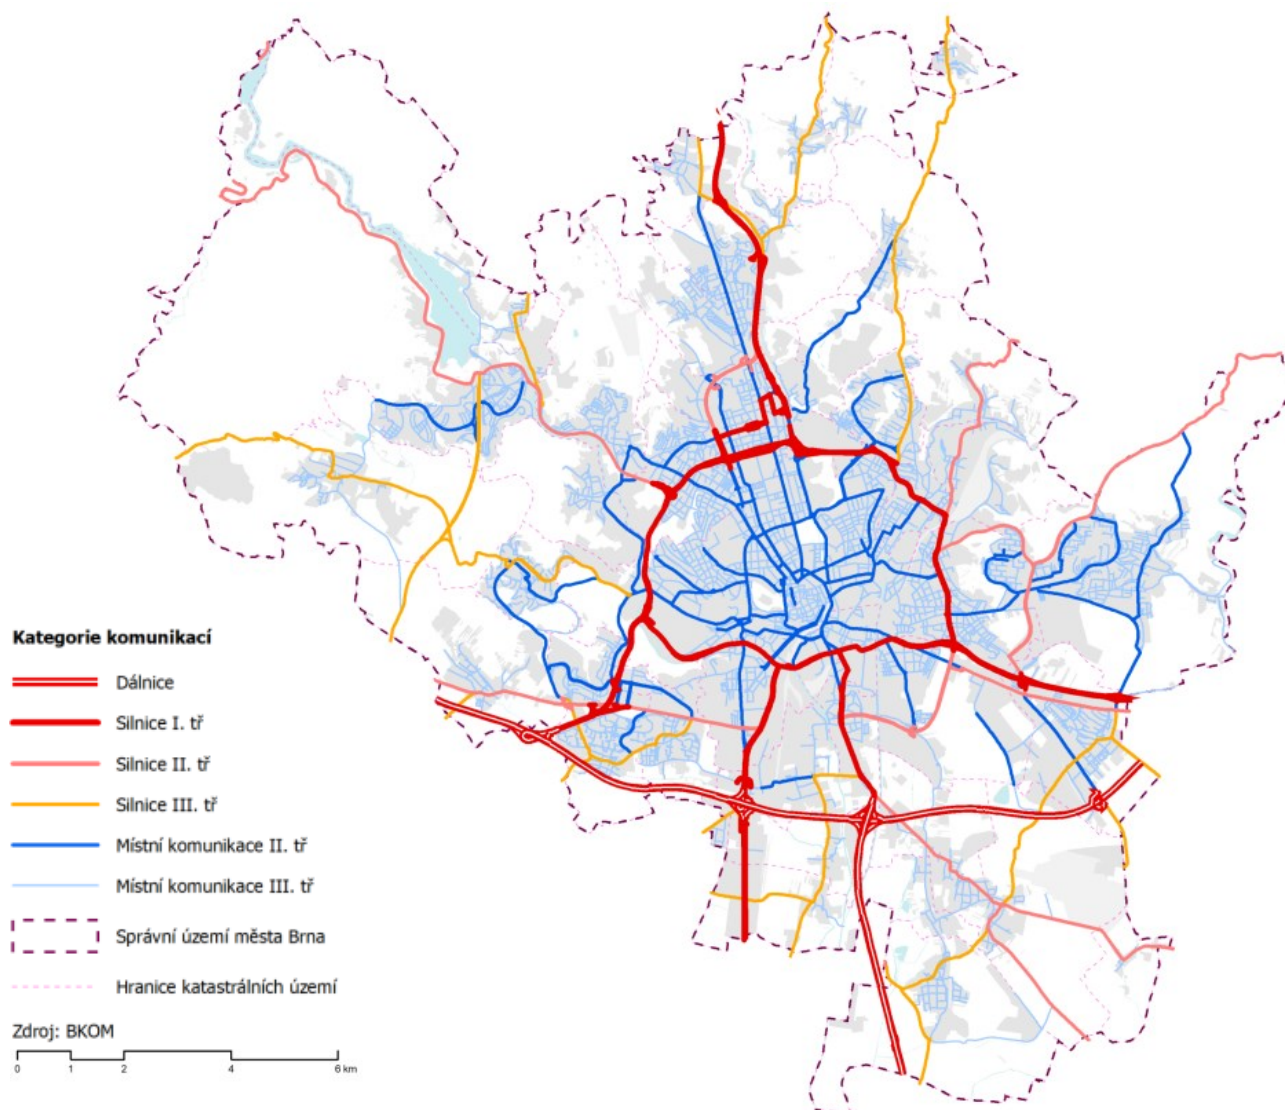 Kategorie komunikací
Dálnice
Silnice I. tř
Silnice II. tř
Silnice III. tř
Místní komunikace II. tř
Místní komunikace III. tř
Správní území města Brna
Hranice katastrálních území
Zdroj: BKOM
0 1 2 4 6 km